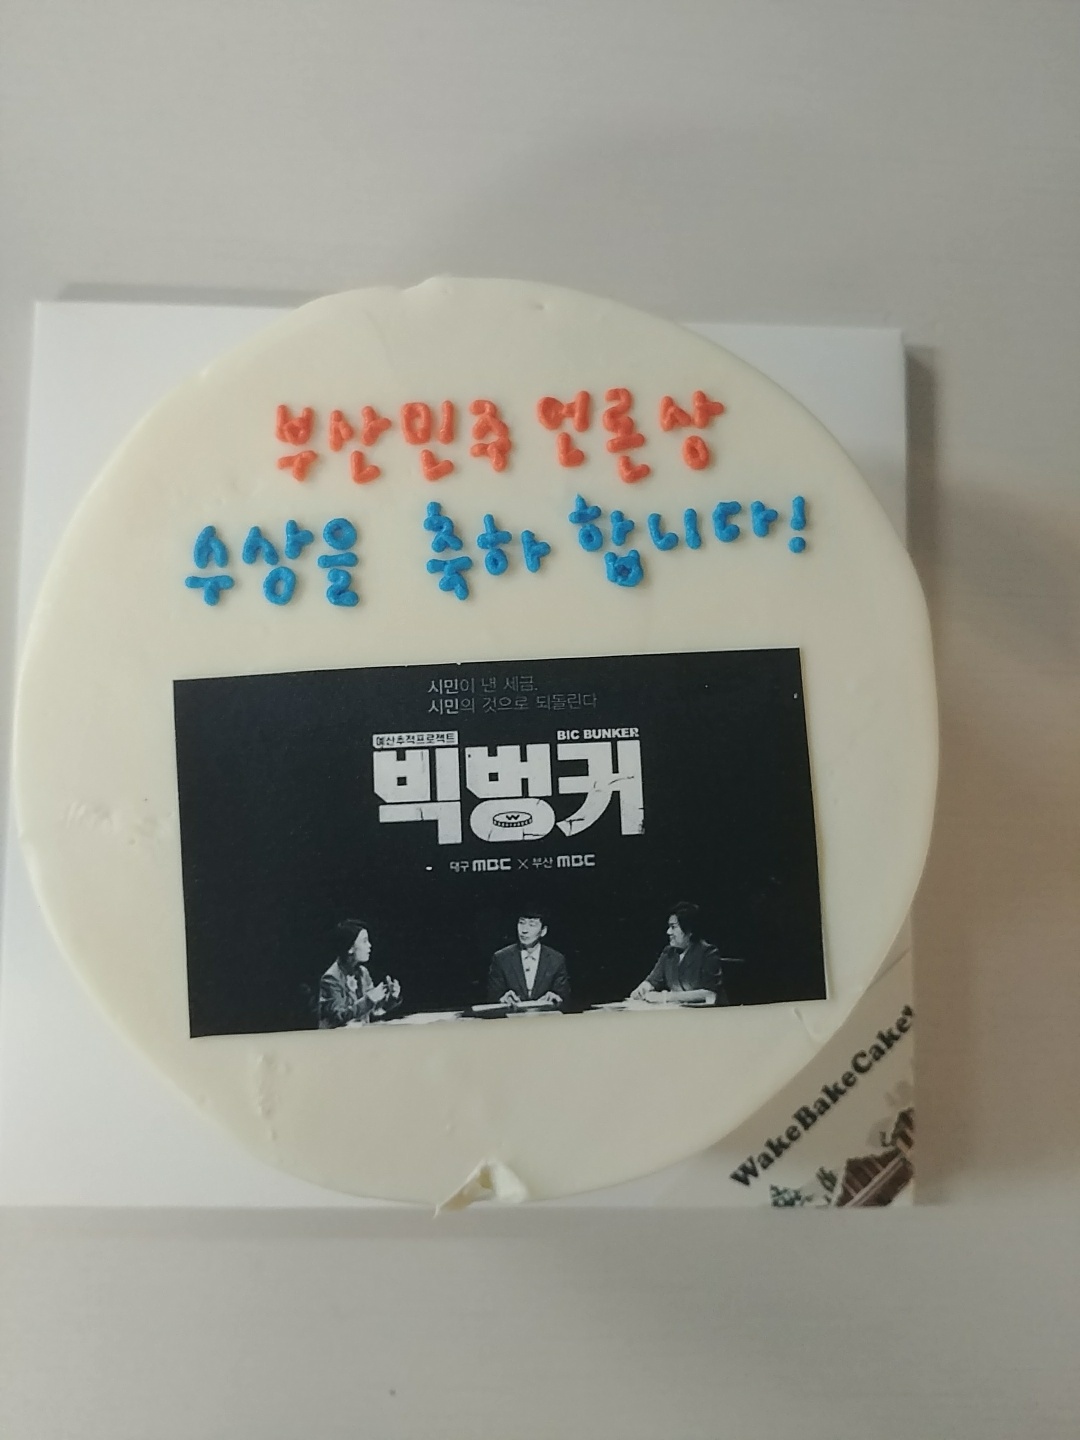 부산민주언론상
수상을 축하합니다!
시민이 낸 세금.
시민의 것으로 되돌린다
예산추적프로젝트
BIG BUNKER
빅벙커
대구 MBC X 부산 MBC
WakeBakeCake